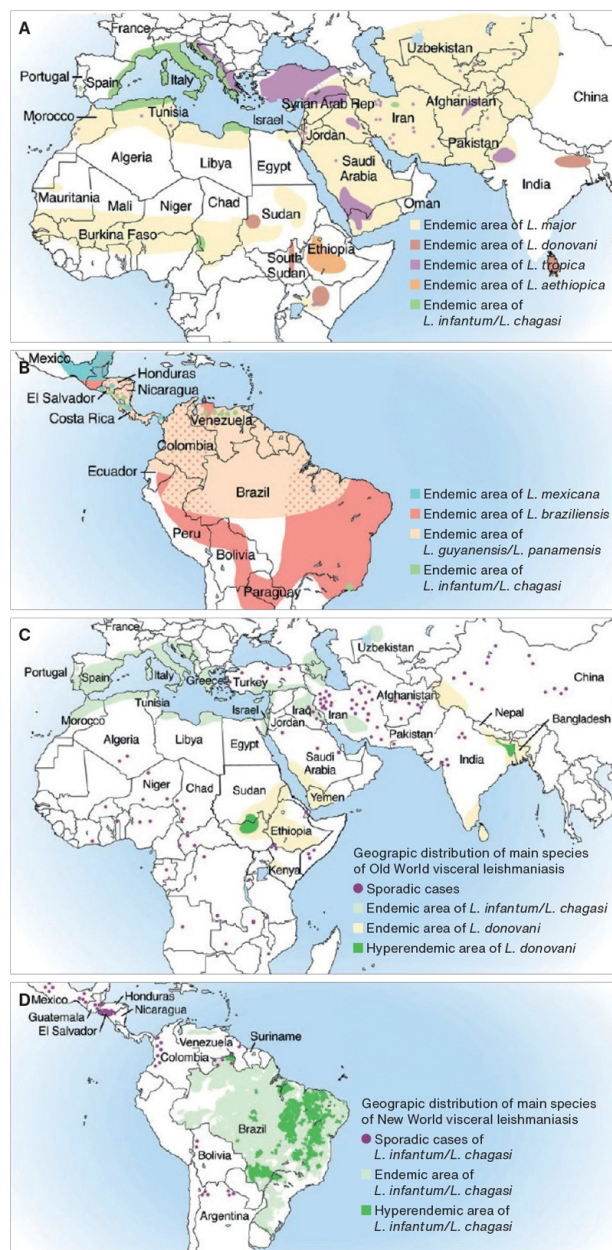 A
France
Portugal
Spain
Italy
Uzbekistan
China
Morocco
Tunisia
Syrian Arab Rep
Afghanistan
Israel
Jordan
Iran
Pakistan
Algeria
Libya
Egypt
Saudi
Arabia
India
Mauritania
Mali
Niger
Chad
Sudan
Oman
Burkina Faso
South
Sudan
Ethiopia
Endemic area of L. major
Endemic area of L. donovani
Endemic area of L. tropica
Endemic area of L. aethiopica
Endemic area of
L. infantum/L. chagasi
B
Mexico
Honduras
Nicaragua
El Salvador
Costa Rica
Venezuela
Colombia
Ecuador
Brazil
Peru
Bolivia
Paraguay
Endemic area of L. mexicana
Endemic area of L. braziliensis
Endemic area of
L. guyanensis/L. panamensis
Endemic area of
L. infantum/L. chagasi
C
France
Portugal
Spain
Italy
Greece
Turkey
Uzbekistan
China
Morocco
Tunisia
Israel
Iraq
Jordan
Iran
Afghanistan
Nepal
Bangladesh
Algeria
Libya
Egypt
Saudi
Arabia
Pakistan
India
Niger
Chad
Sudan
Yemen
Ethiopia
Kenya
Geograpic distribution of main species
of Old World visceral leishmaniasis
Sporadic cases
Endemic area of L. infantum/L. chagasi
Endemic area of L. donovani
Hyperendemic area of L. donovani
D
Mexico
Honduras
Nicaragua
Guatemala
El Salvador
Venezuela
Suriname
Colombia
Brazil
Bolivia
Argentina
Geograpic distribution of main species
of New World visceral leishmaniasis
Sporadic cases of
L. infantum/L. chagasi
Endemic area of
L. infantum/L. chagasi
Hyperendemic area of
L. infantum/L. chagasi